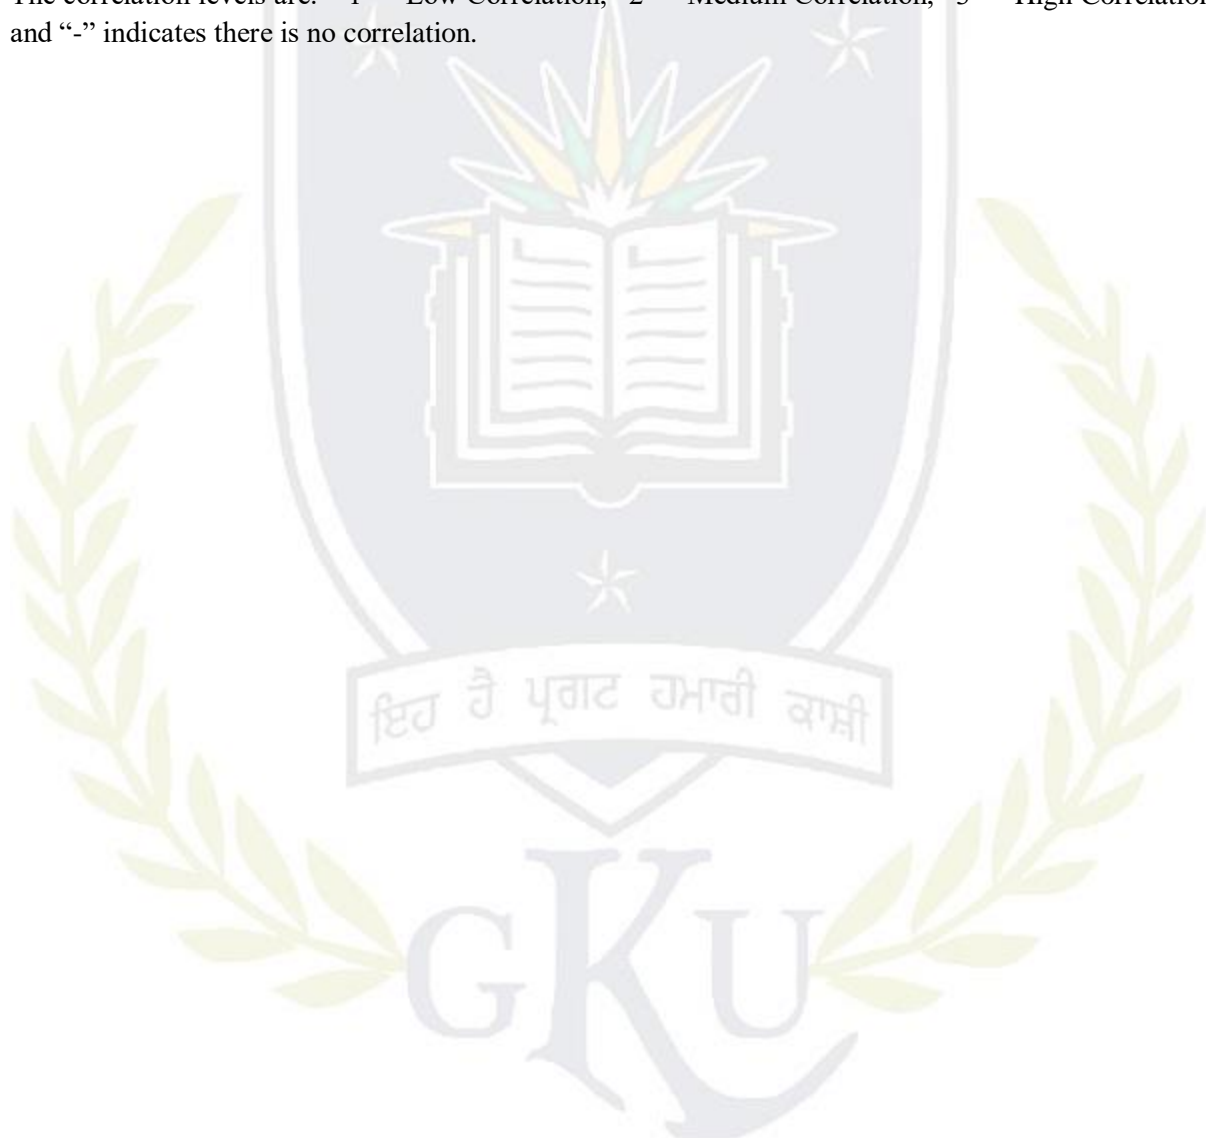 The correlation levels are: “1” – Low Correlation, “2” – Medium Correlation, “3” – High Correlation
and “-” indicates there is no correlation.
ਇਹ ਹੈ ਪ੍ਰਗਟ ਹਮਾਰੀ ਕਾਸ਼ੀ
GKU